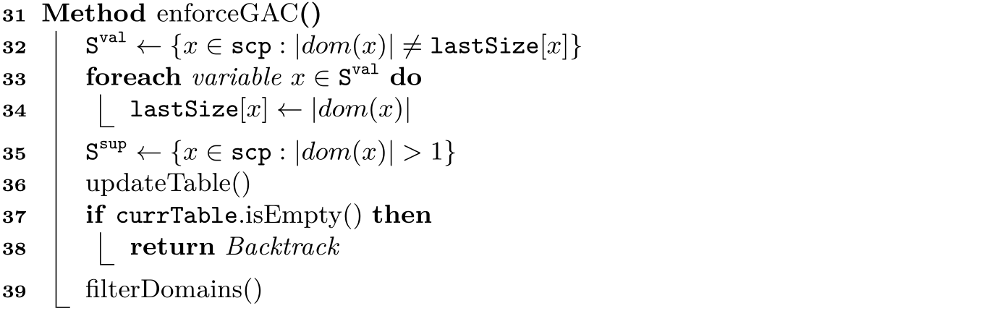 31 Method enforceGAC()
32 S^val ← {x ∈ scp : |dom(x)| ≠ lastSize[x]}
33 foreach variable x ∈ S^val do
34 lastSize[x] ← |dom(x)|
35 S^sup ← {x ∈ scp : |dom(x)| > 1}
36 updateTable()
37 if currTable.isEmpty() then
38 return Backtrack
39 filterDomains()